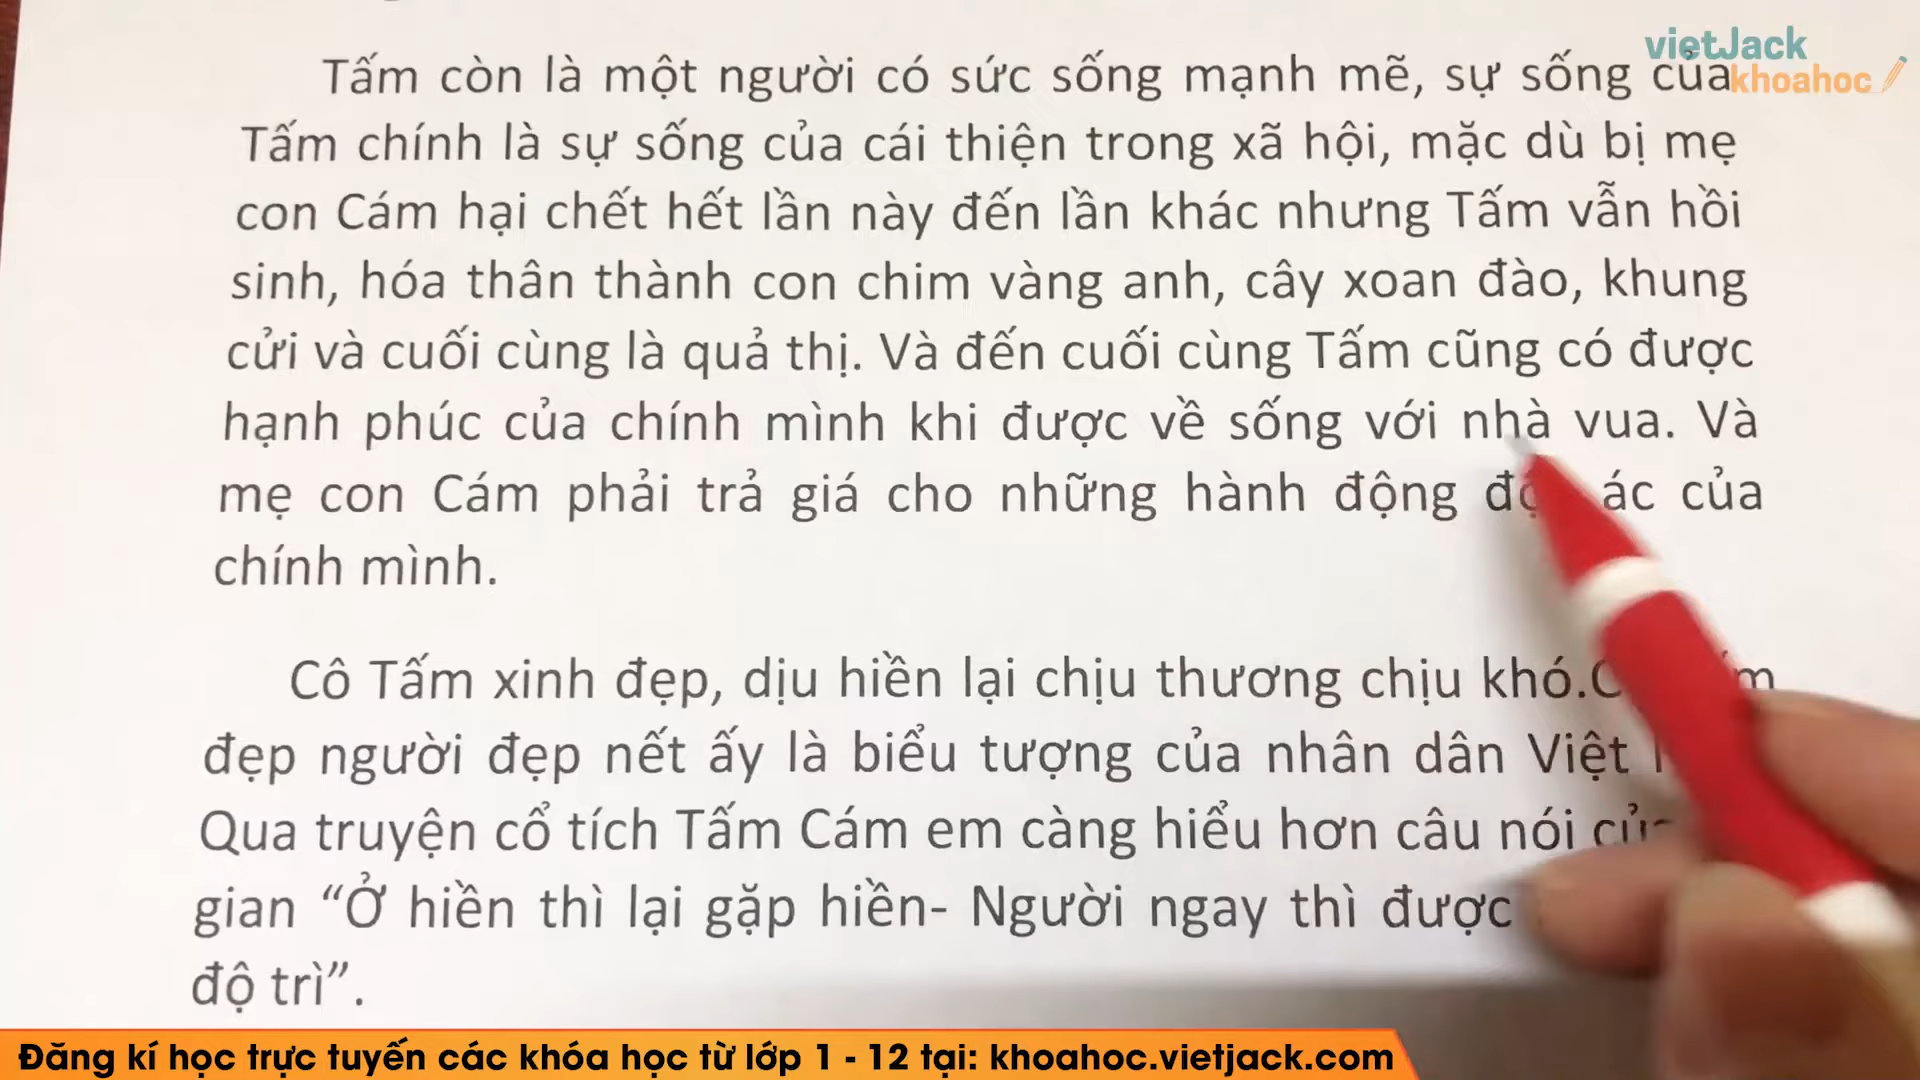 vietJack
khoahoc
Tấm còn là một người có sức sống mạnh mẽ, sự sống của
Tấm chính là sự sống của cái thiện trong xã hội, mặc dù bị mẹ
con Cám hại chết hết lần này đến lần khác nhưng Tấm vẫn hồi
sinh, hóa thân thành con chim vàng anh, cây xoan đào, khung
cửi và cuối cùng là quả thị. Và đến cuối cùng Tấm cũng có được
hạnh phúc của chính mình khi được về sống với nhà vua. Và
mẹ con Cám phải trả giá cho những hành động ác của
chính mình.
Cô Tấm xinh đẹp, dịu hiền lại chịu thương chịu khó.
đẹp người đẹp nết ấy là biểu tượng của nhân dân Việt
Qua truyện cổ tích Tấm Cám em càng hiểu hơn câu nói
gian “Ở hiền thì lại gặp hiền- Người ngay thì được
độ trì”.
Đăng kí học trực tuyến các khóa học từ lớp 1 - 12 tại: khoahoc.vietjack.com